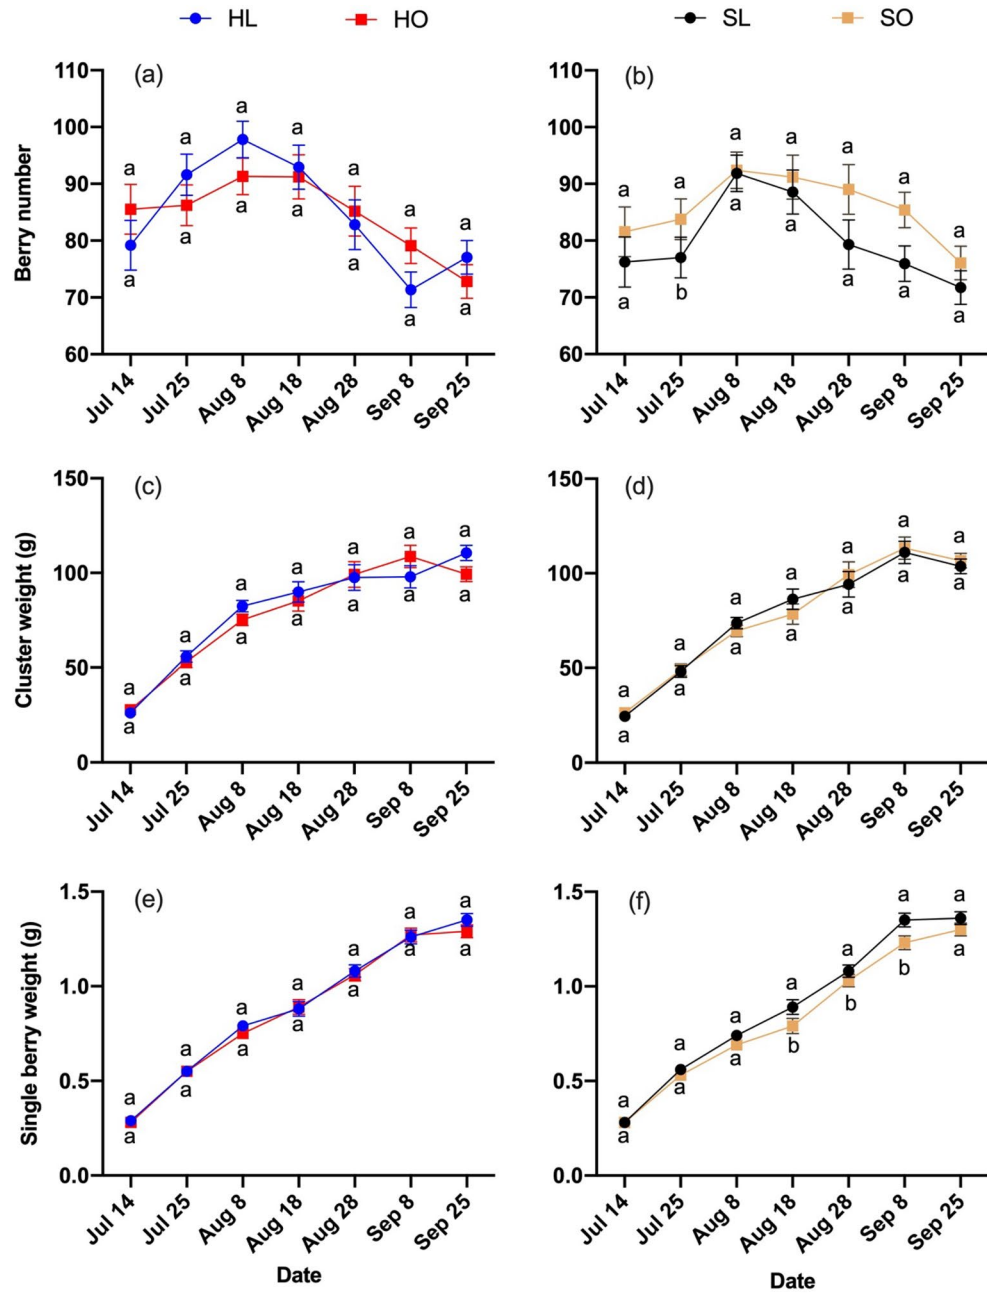 HL HO SL SO
(a) (b)
Berry number
110 110
100 100
90 90
80 80
70 70
60 60
a a a a a a a
a a a a a a a
a a a a a a a
a b a a a a a
Jul 14 Jul 25 Aug 8 Aug 18 Aug 28 Sep 8 Sep 25
Jul 14 Jul 25 Aug 8 Aug 18 Aug 28 Sep 8 Sep 25
(c) (d)
Cluster weight (g)
150 150
100 100
50 50
0 0
a a a a a a a
a a a a a a a
a a a a a a a
a a a a a a a
Jul 14 Jul 25 Aug 8 Aug 18 Aug 28 Sep 8 Sep 25
Jul 14 Jul 25 Aug 8 Aug 18 Aug 28 Sep 8 Sep 25
(e) (f)
Single berry weight (g)
1.5 1.5
1.0 1.0
0.5 0.5
0.0 0.0
a a a a a a a
a a a a a a a
a a a a a a a
a a a b b b a
Jul 14 Jul 25 Aug 8 Aug 18 Aug 28 Sep 8 Sep 25
Jul 14 Jul 25 Aug 8 Aug 18 Aug 28 Sep 8 Sep 25
Date Date